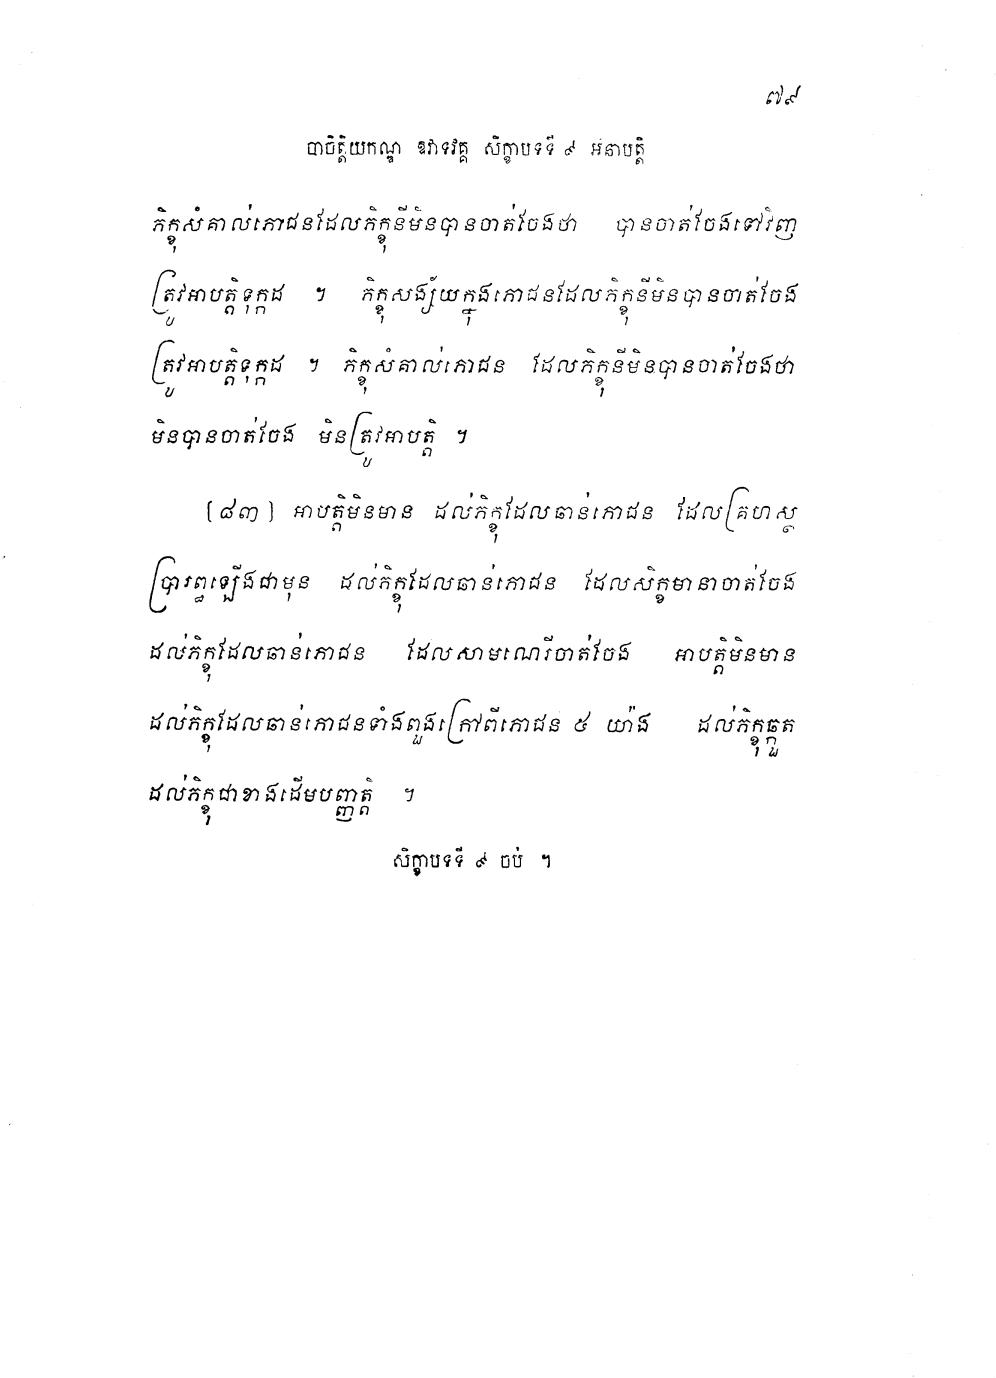 ៧៩
បាចិត្តិយកណ្ឌ ឱវាទវគ្គ សិក្ខាបទទី ៩ អនាបត្តិ
ភិក្ខុសំគាល់ភោជនដែលភិក្ខុនីមិនបានចាត់ចែងថា បានចាត់ចែងទៅវិញ
ត្រូវអាបត្តិទុក្កដ ។ ភិក្ខុសង្ស័យក្នុងភោជនដែលភិក្ខុនីមិនបានចាត់ចែង
ត្រូវអាបត្តិទុក្កដ ។ ភិក្ខុសំគាល់ភោជន ដែលភិក្ខុនីមិនបានចាត់ចែងថា
មិនបានចាត់ចែង មិនត្រូវអាបត្តិ ។
[៨៣] អាបត្តិមិនមាន ដល់ភិក្ខុដែលឆាន់ភោជន ដែលគ្រហស្ថ
ប្រារព្ធឡើងជាមុន ដល់ភិក្ខុដែលឆាន់ភោជន ដែលសិក្ខមានាចាត់ចែង
ដល់ភិក្ខុដែលឆាន់ភោជន ដែលសាមណេរីចាត់ចែង អាបត្តិមិនមាន
ដល់ភិក្ខុដែលឆាន់ភោជនទាំងពួងក្រៅពីភោជន ៥ យ៉ាង ដល់ភិក្ខុឆ្កួត
ដល់ភិក្ខុជាខាងដើមបញ្ញត្តិ ។
សិក្ខាបទទី ៩ ចប់ ។